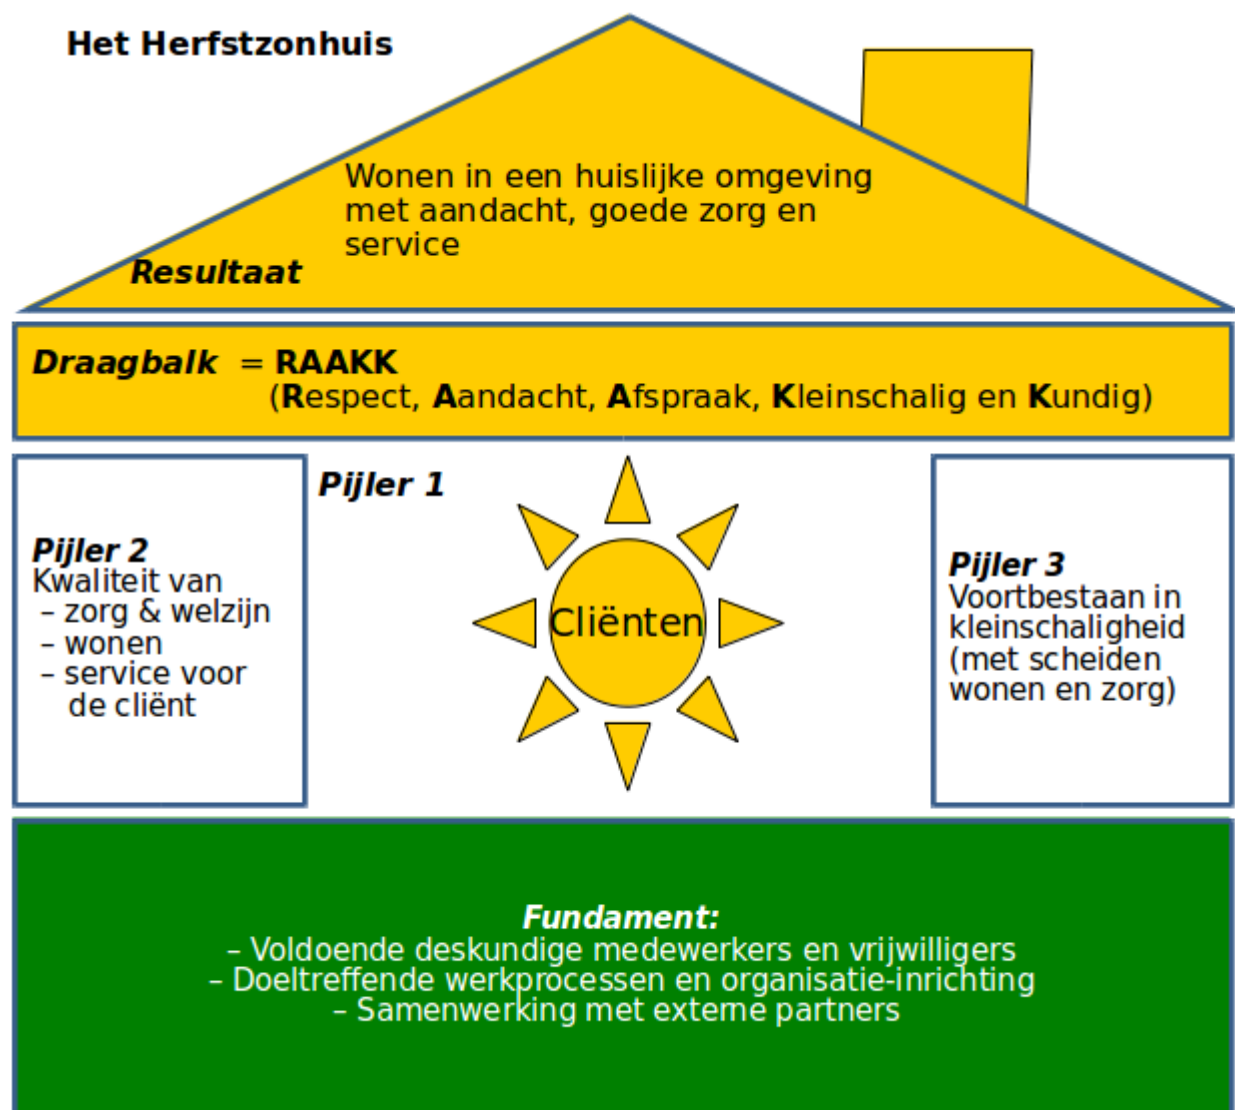 Het Herfstzonhuis
Wonen in een huislijke omgeving
met aandacht, goede zorg en
service
Resultaat
Draagbalk = RAAKK
(Respect, Aandacht, Afspraak, Kleinschalig en Kundig)
Pijler 1
Cliënten
Pijler 2
Kwaliteit van
– zorg & welzijn
– wonen
– service voor
de cliënt
Pijler 3
Voortbestaan in
kleinschaligheid
(met scheiden
wonen en zorg)
Fundament:
– Voldoende deskundige medewerkers en vrijwilligers
– Doeltreffende werkprocessen en organisatie-inrichting
– Samenwerking met externe partners